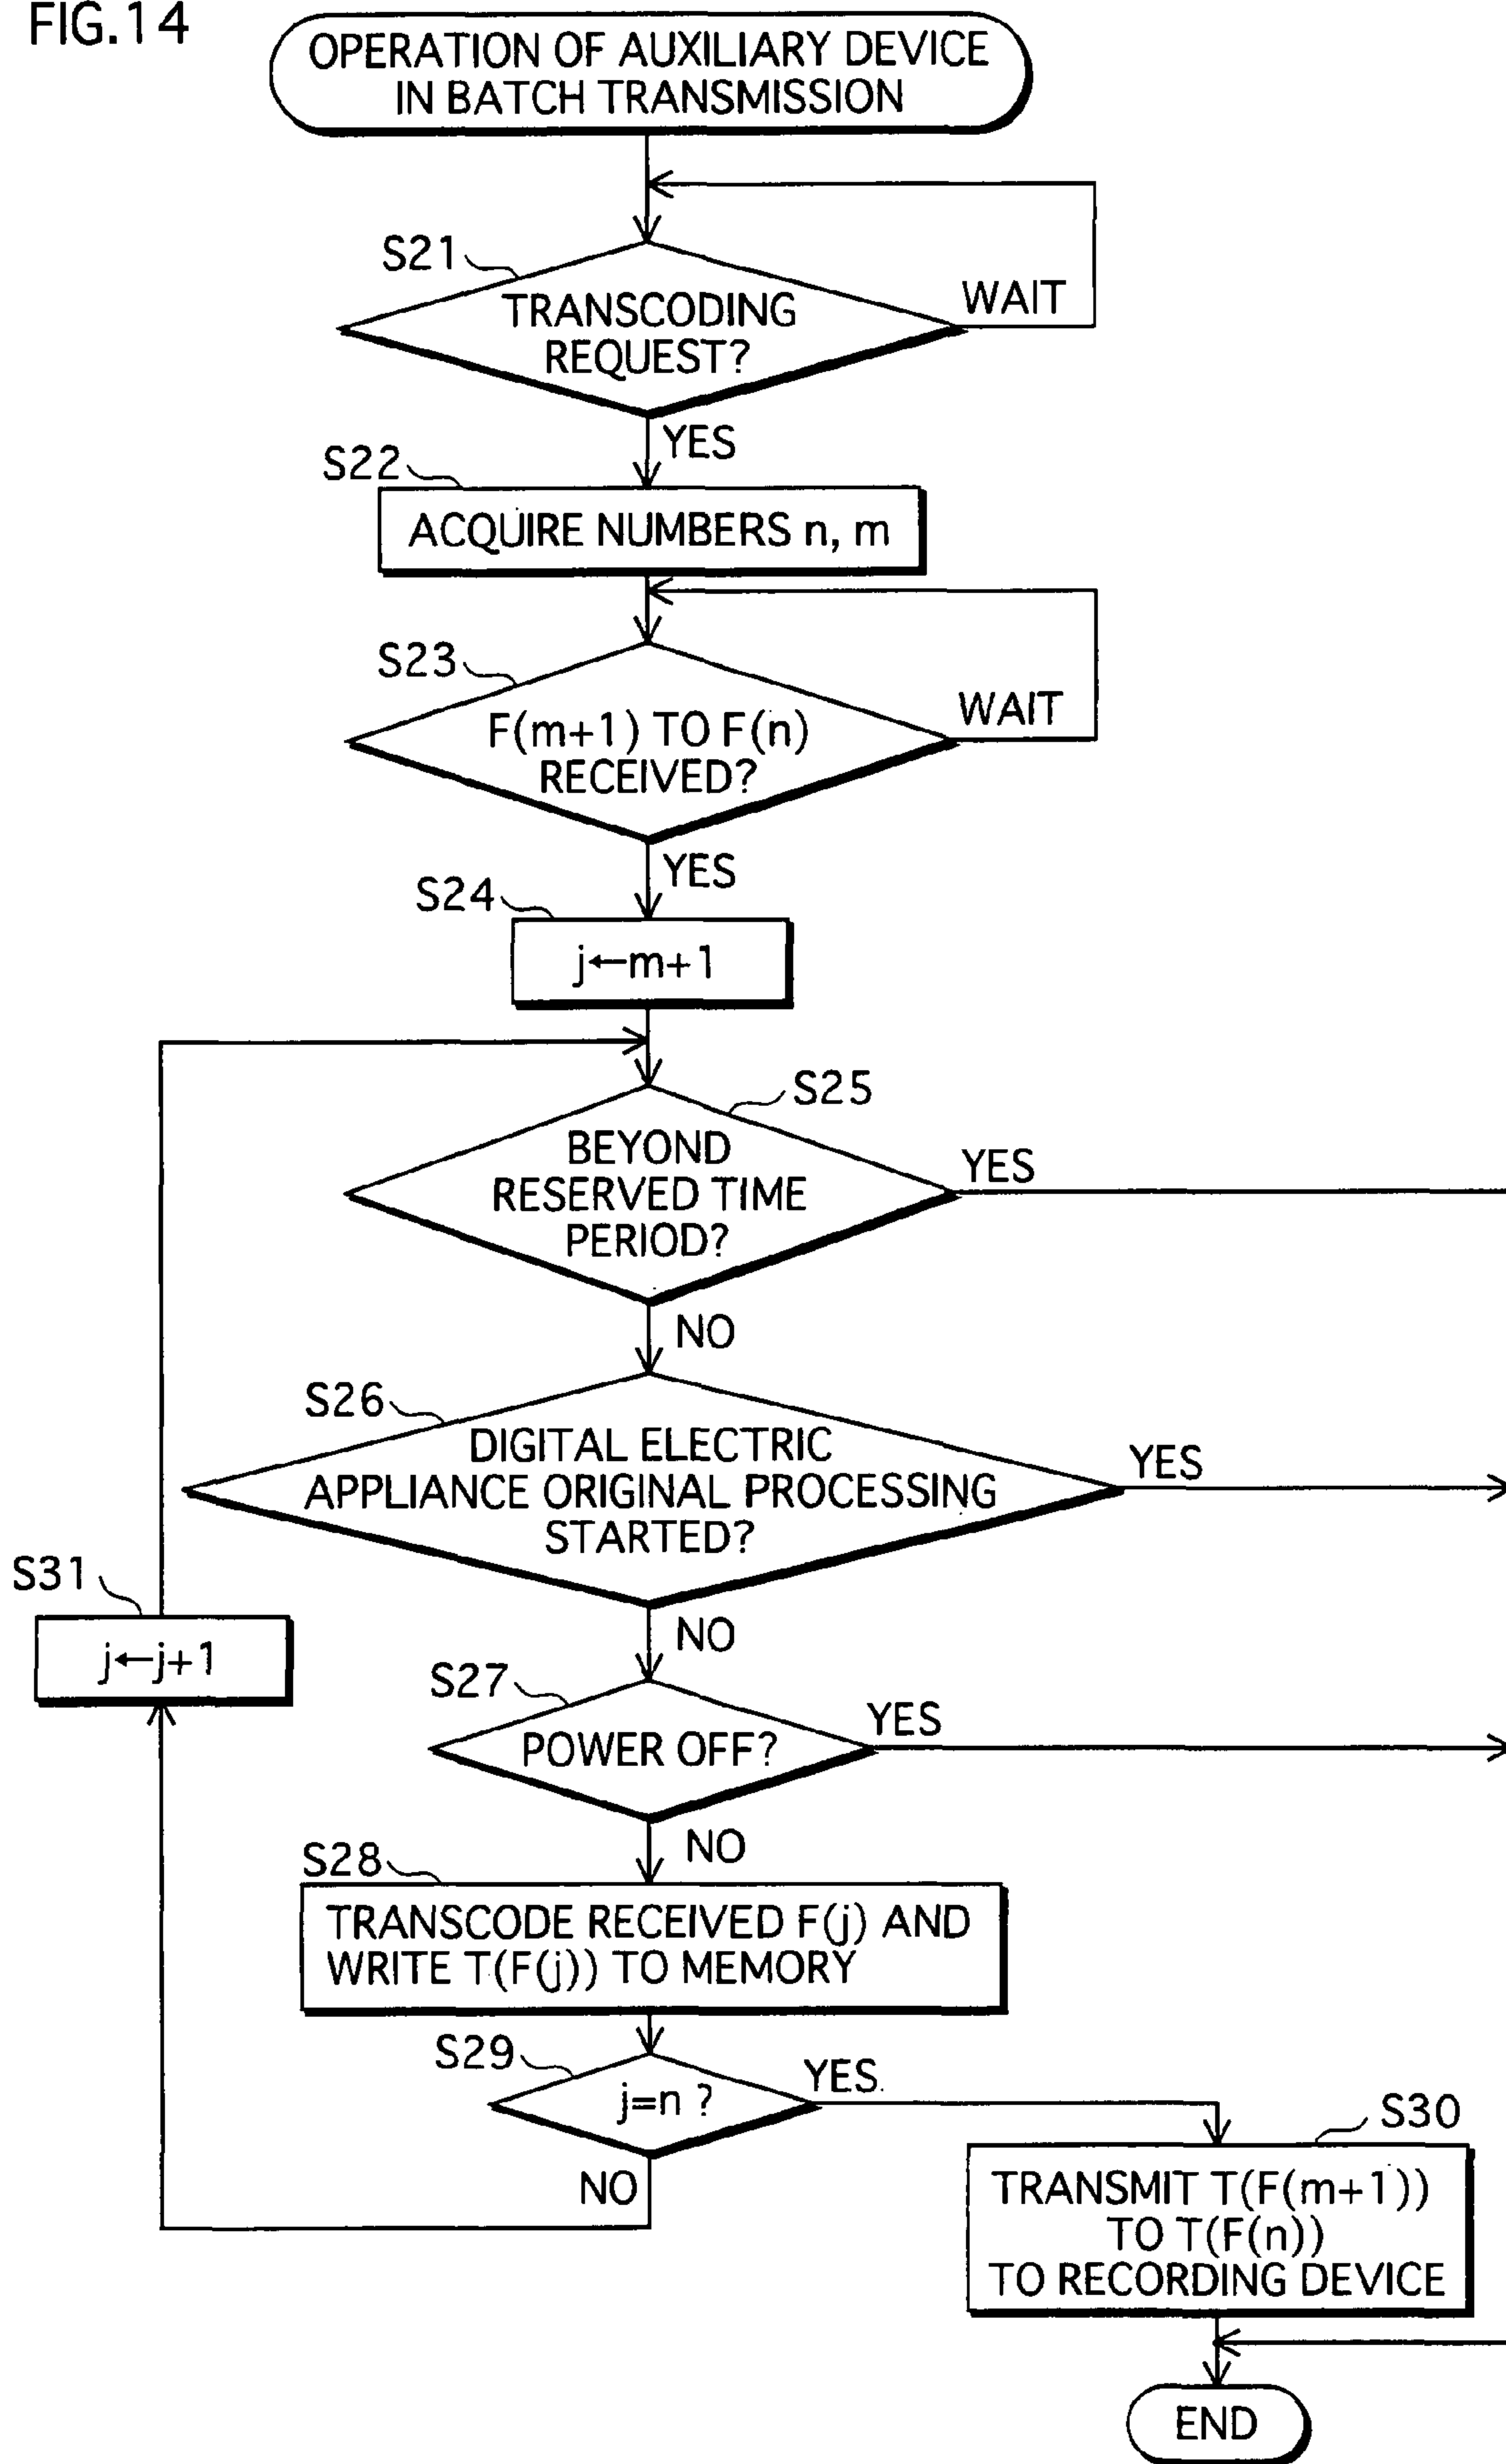 FIG.14
OPERATION OF AUXILIARY DEVICE
IN BATCH TRANSMISSION
S21
TRANSCODING
REQUEST?
WAIT
YES
S22
ACQUIRE NUMBERS n, m
S23
F(m+1) TO F(n)
RECEIVED?
WAIT
YES
S24
j←m+1
S25
BEYOND
RESERVED TIME
PERIOD?
YES
NO
S26
DIGITAL ELECTRIC
APPLIANCE ORIGINAL PROCESSING
STARTED?
YES
NO
S31
j←j+1
S27
POWER OFF?
YES
NO
S28
TRANSCODE RECEIVED F(j) AND
WRITE T(F(j)) TO MEMORY
S29
j=n ?
YES
NO
S30
TRANSMIT T(F(m+1))
TO T(F(n))
TO RECORDING DEVICE
END